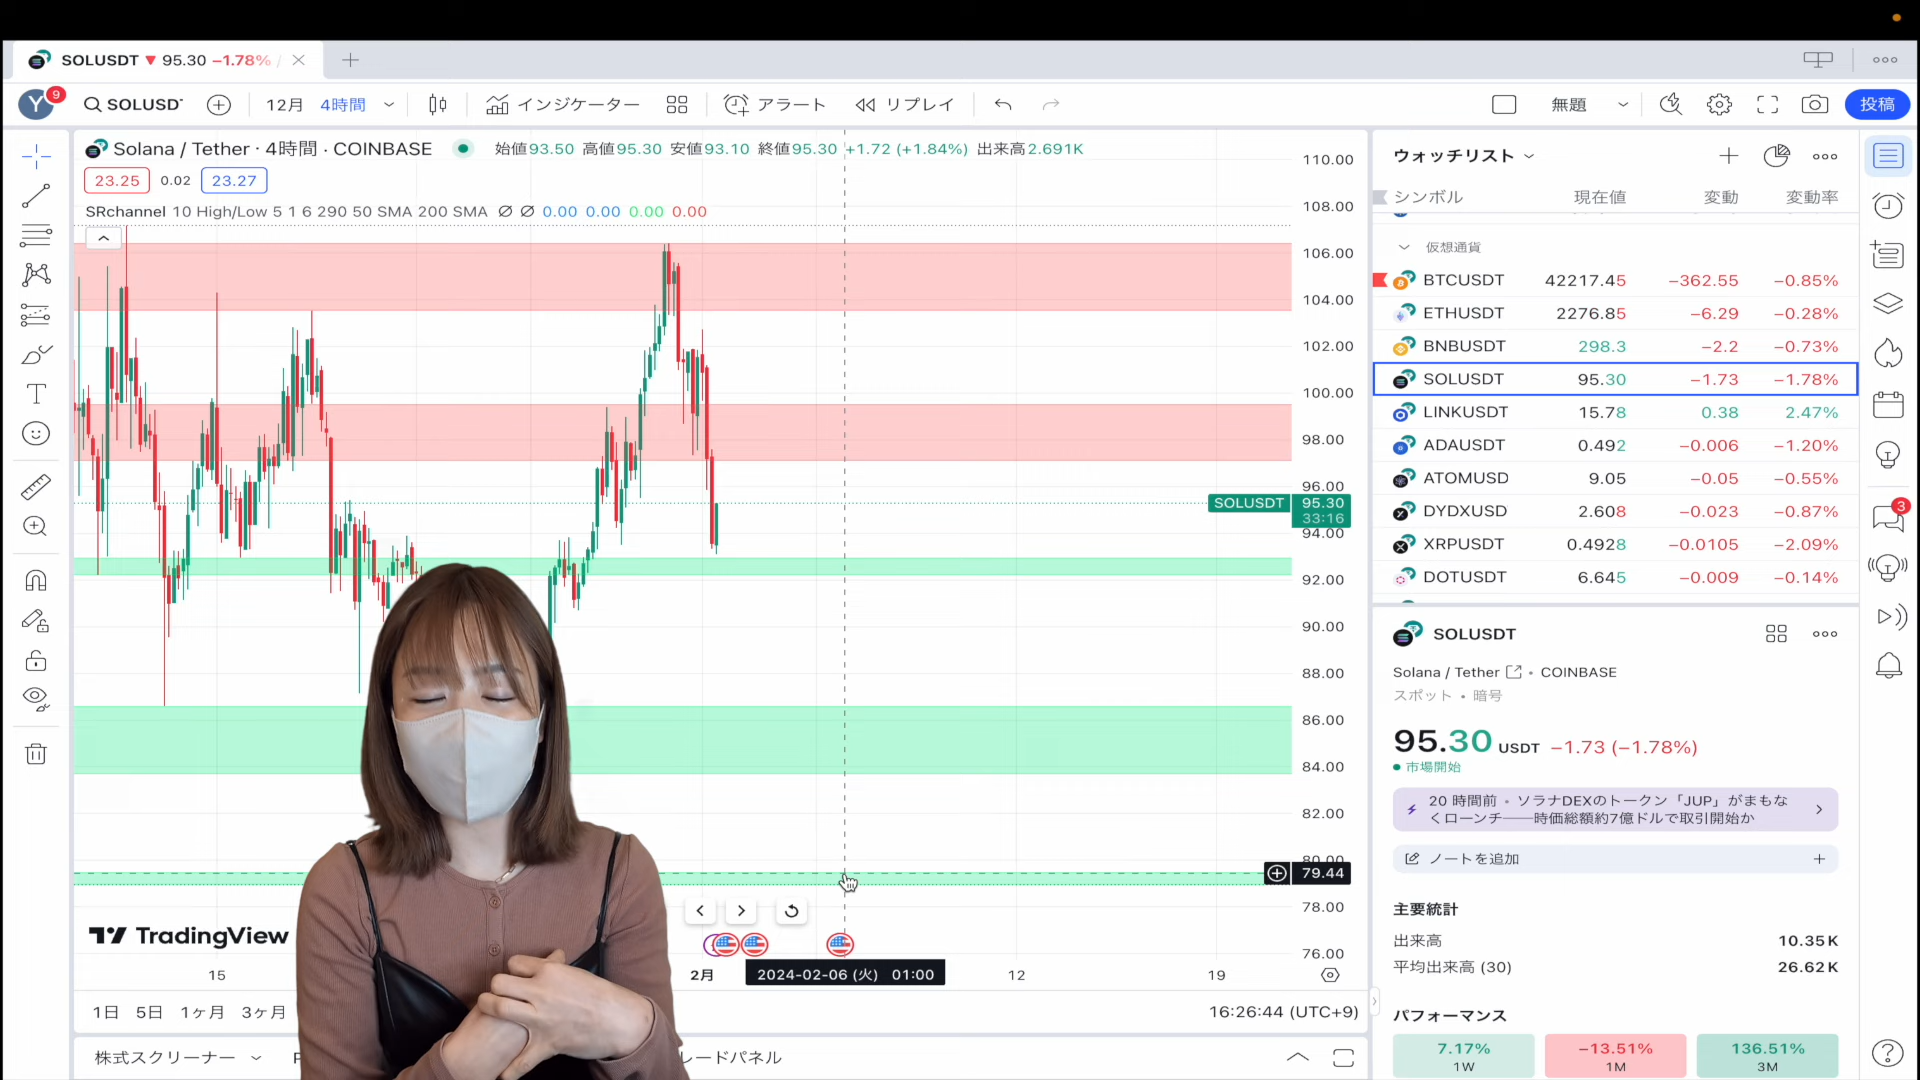 SOLUSDT ▼ 95.30 −1.78% /
Y 9 SOLUSD 12月 4時間 インジケーター アラート リプレイ 無題 投稿
Solana / Tether · 4時間 · COINBASE 始値93.50 高値95.30 安値93.10 終値95.30 +1.72 (+1.84%) 出来高2.691K
23.25 0.02 23.27
SRchannel 10 High/Low 5 1 6 290 50 SMA 200 SMA ∅ ∅ 0.00 0.00 0.00 0.00
110.00
108.00
106.00
104.00
102.00
100.00
98.00
96.00
SOLUSDT 95.30
33:16
94.00
92.00
90.00
88.00
86.00
84.00
82.00
80.00
79.44
78.00
76.00
TradingView
15 2月 2024-02-06 (火) 01:00 12 19
1日 5日 1ヶ月 3ヶ月 16:26:44 (UTC+9)
株式スクリーナー レードパネル
ウォッチリスト
シンボル 現在値 変動 変動率
仮想通貨
BTCUSDT 42217.45 −362.55 −0.85%
ETHUSDT 2276.85 −6.29 −0.28%
BNBUSDT 298.3 −2.2 −0.73%
SOLUSDT 95.30 −1.73 −1.78%
LINKUSDT 15.78 0.38 2.47%
ADAUSDT 0.492 −0.006 −1.20%
ATOMUSD 9.05 −0.05 −0.55%
DYDXUSD 2.608 −0.023 −0.87%
XRPUSDT 0.4928 −0.0105 −2.09%
DOTUSDT 6.645 −0.009 −0.14%
3
SOLUSDT
Solana / Tether • COINBASE
スポット • 暗号
95.30 USDT −1.73 (−1.78%)
市場開始
20 時間前 • ソラナDEXのトークン「JUP」がまもな
くローンチ──時価総額約7億ドルで取引開始か
ノートを追加
主要統計
出来高 10.35K
平均出来高 (30) 26.62K
パフォーマンス
7.17% −13.51% 136.51%
1W 1M 3M